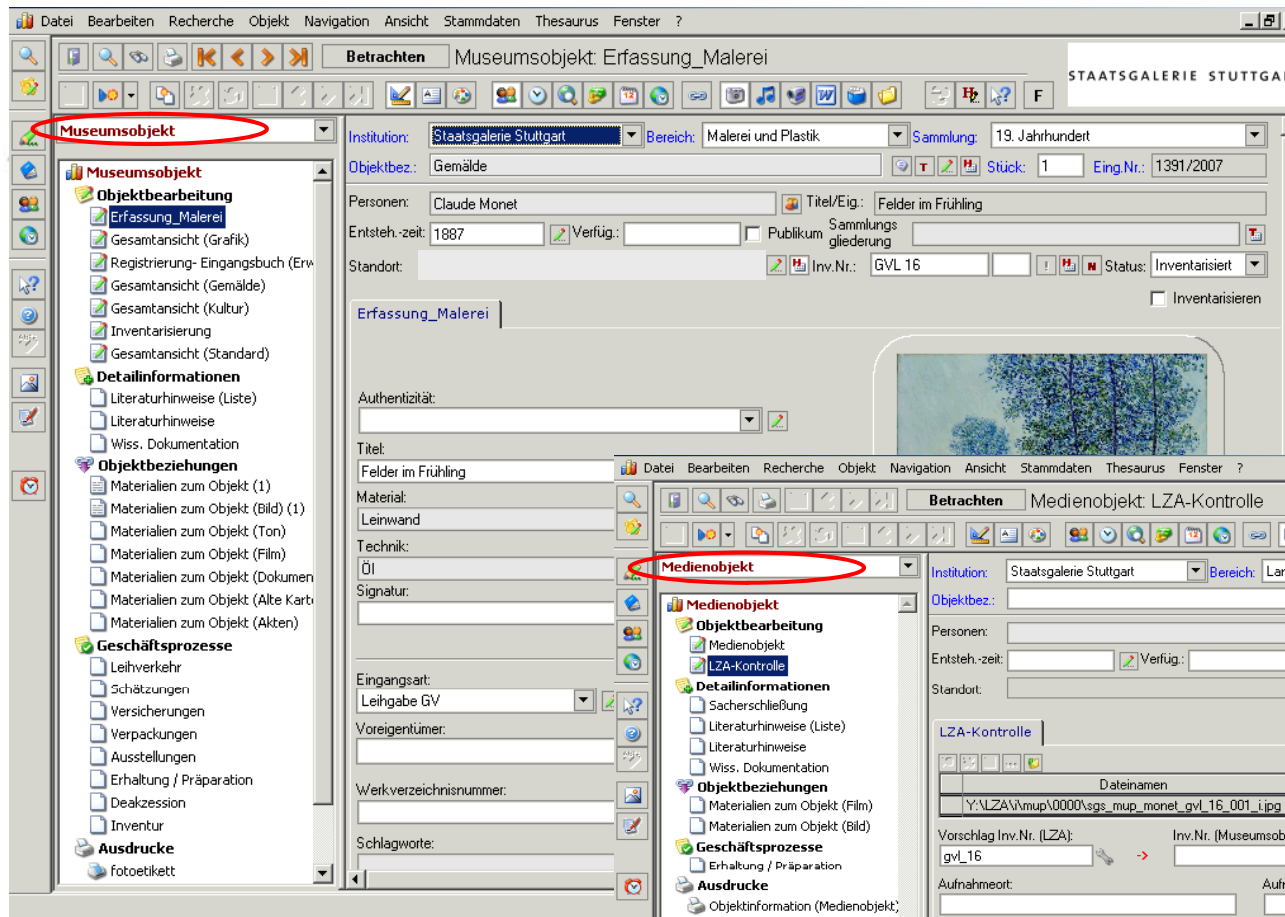 Datei Bearbeiten Recherche Objekt Navigation Ansicht Stammdaten Thesaurus Fenster ?
Betrachten Museumsobjekt: Erfassung_Malerei
STAATSGALERIE STUTTGA
F
Museumsobjekt
Institution: Staatsgalerie Stuttgart Bereich: Malerei und Plastik Sammlung: 19. Jahrhundert
Objektbez.: Gemälde T Stück: 1 Eing.Nr.: 1391/2007
Personen: Claude Monet Titel/Eig.: Felder im Frühling
Entsteh.-zeit: 1887 Verfüg.: Publikum Sammlungs gliederung
Standort: Inv.Nr.: GVL 16 Status: Inventarisiert
Inventarisieren
Museumsobjekt
Objektbearbeitung
Erfassung_Malerei
Gesamtansicht (Grafik)
Registrierung- Eingangsbuch (Erw
Gesamtansicht (Gemälde)
Gesamtansicht (Kultur)
Inventarisierung
Gesamtansicht (Standard)
Detailinformationen
Literaturhinweise (Liste)
Literaturhinweise
Wiss. Dokumentation
Objektbeziehungen
Materialien zum Objekt (1)
Materialien zum Objekt (Bild) (1)
Materialien zum Objekt (Ton)
Materialien zum Objekt (Film)
Materialien zum Objekt (Dokumen
Materialien zum Objekt (Alte Karte
Materialien zum Objekt (Akten)
Geschäftsprozesse
Leihverkehr
Schätzungen
Versicherungen
Verpackungen
Ausstellungen
Erhaltung / Präparation
Deakzession
Inventur
Ausdrucke
fotoetikett
Erfassung_Malerei
Authentizität:
Titel:
Felder im Frühling
Material:
Leinwand
Technik:
Öl
Signatur:
Eingangsart:
Leihgabe GV
Voreigentümer:
Werkverzeichnisnummer:
Schlagworte:
Datei Bearbeiten Recherche Objekt Navigation Ansicht Stammdaten Thesaurus Fenster ?
Betrachten Medienobjekt: LZA-Kontrolle
Medienobjekt
Institution: Staatsgalerie Stuttgart Bereich: Lan
Objektbez.:
Personen:
Entsteh.-zeit: Verfüg.:
Standort:
Medienobjekt
Objektbearbeitung
Medienobjekt
LZA-Kontrolle
Detailinformationen
Sacherschließung
Literaturhinweise (Liste)
Literaturhinweise
Wiss. Dokumentation
Objektbeziehungen
Materialien zum Objekt (Film)
Materialien zum Objekt (Bild)
Geschäftsprozesse
Erhaltung / Präparation
Ausdrucke
Objektinformation (Medienobjekt)
LZA-Kontrolle
Dateinamen
Y:\LZA\i\mup\0000\sgs_mup_monet_gvl_16_001_i.jpg
Vorschlag Inv.Nr. (LZA): Inv.Nr. (Museumsob
gvl_16 ->
Aufnahmeort: Aufn